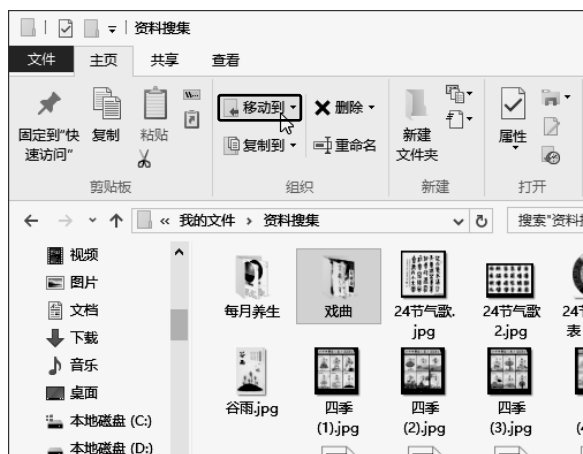 资料搜集
文件 主页 共享 查看
固定到"快速访问"
复制
粘贴
移动到
复制到
删除
重命名
新建文件夹
属性
剪贴板 组织 新建 打开
« 我的文件 › 资料搜集
搜索"资料搜
视频
图片
文档
下载
音乐
桌面
本地磁盘 (C:)
本地磁盘 (D:)
每月养生
戏曲
24节气歌.jpg
24节气歌2.jpg
谷雨.jpg
四季(1).jpg
四季(2).jpg
四季(3).jpg